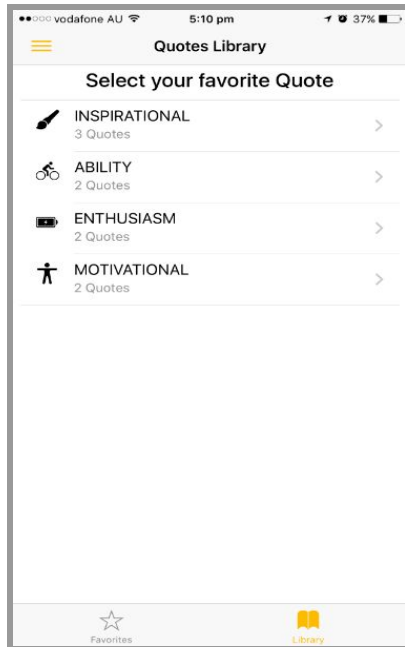 vodafone AU 5:10 pm 37%
Quotes Library
Select your favorite Quote
INSPIRATIONAL
3 Quotes
ABILITY
2 Quotes
ENTHUSIASM
2 Quotes
MOTIVATIONAL
2 Quotes
Favorites Library